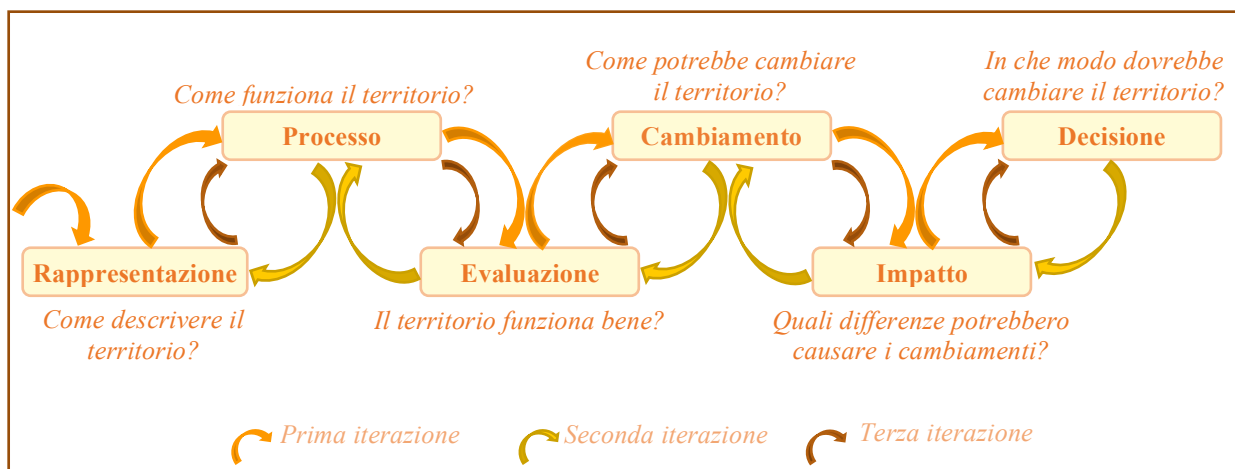 Come potrebbe cambiare
il territorio?
In che modo dovrebbe
cambiare il territorio?
Come funziona il territorio?
Processo
Cambiamento
Decisione
Rappresentazione
Evaluazione
Impatto
Come descrivere il
territorio?
Il territorio funziona bene?
Quali differenze potrebbero
causare i cambiamenti?
Prima iterazione
Seconda iterazione
Terza iterazione